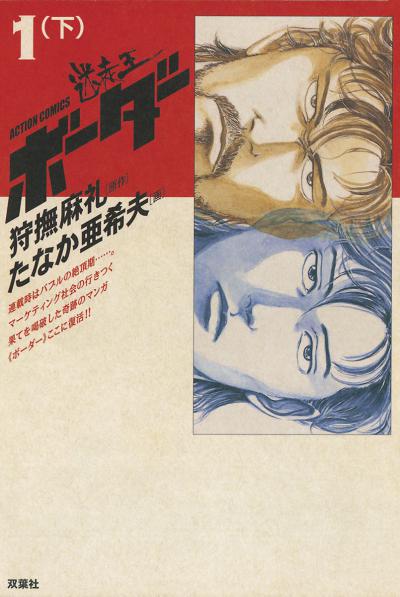 1(下)
ACTION COMICS
迷走王
ボーダー
狩撫麻礼[原作]
たなか亜希夫[画]
連載時はバブルの絶頂期……。
マーケティング社会の行きつく
果てを喝破した奇跡のマンガ
《ボーダー》ここに復活!!
双葉社